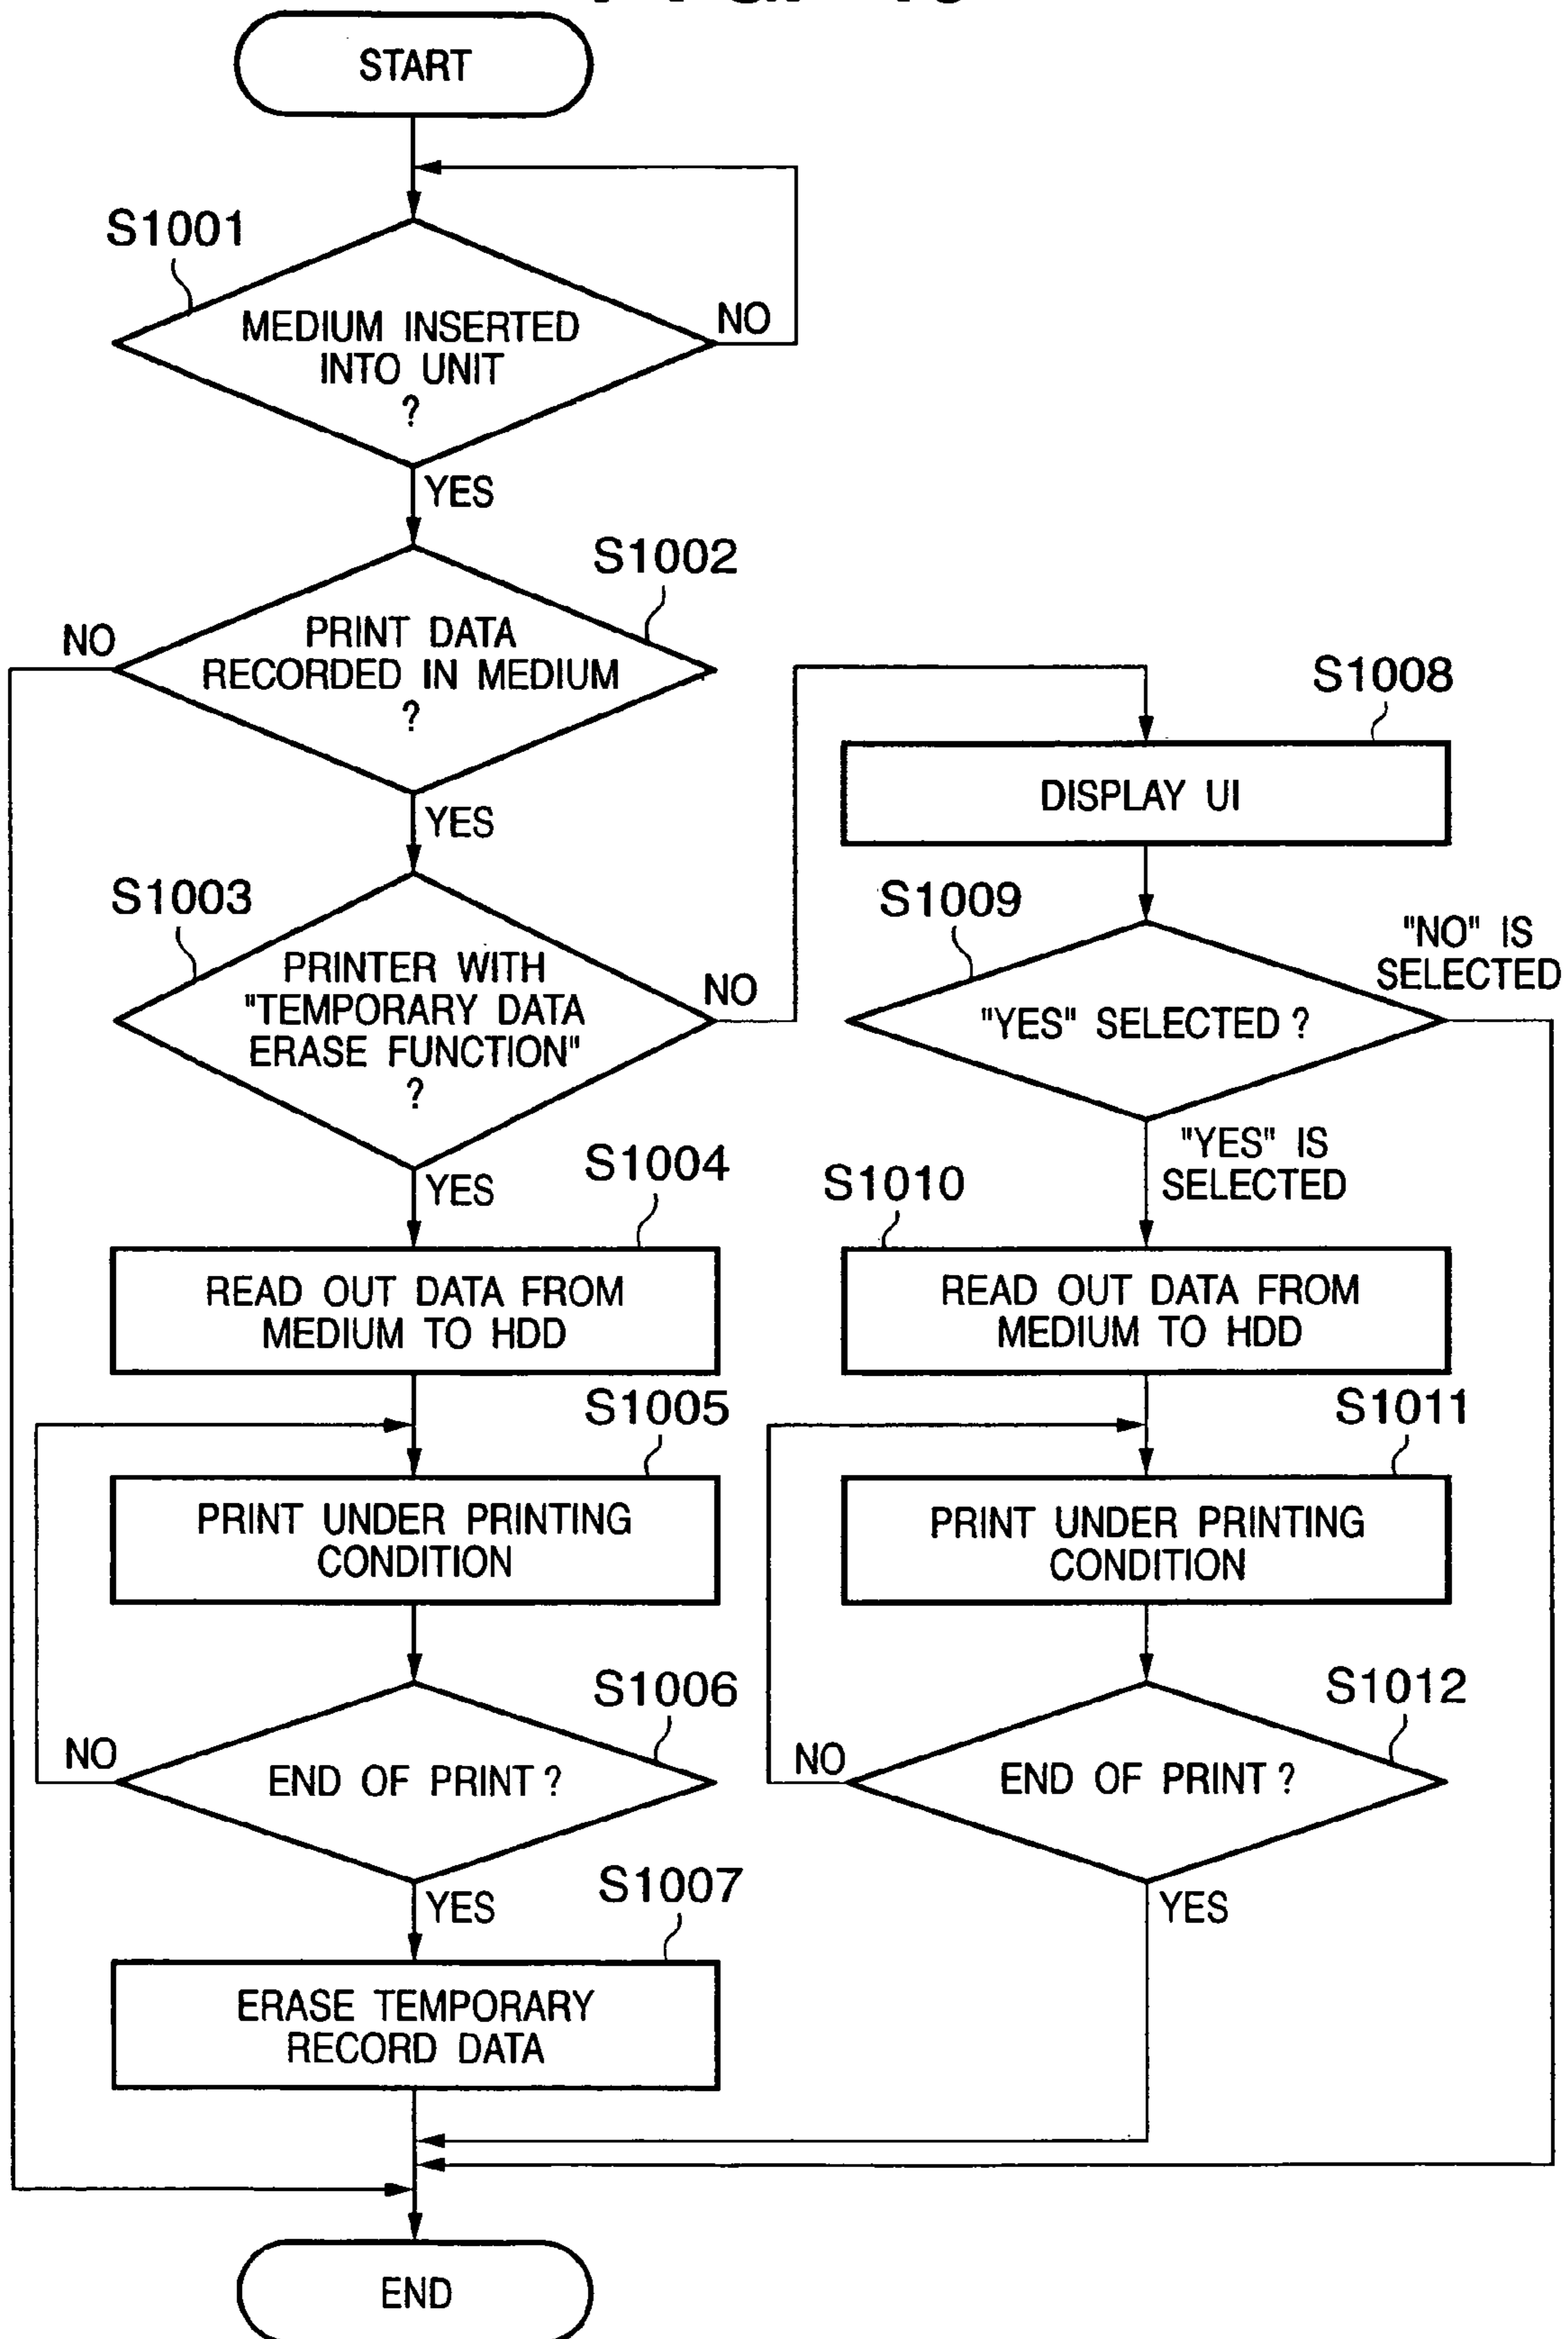 START
S1001
MEDIUM INSERTED
INTO UNIT
?
NO
YES
S1002
PRINT DATA
RECORDED IN MEDIUM
?
NO
YES
S1003
PRINTER WITH
"TEMPORARY DATA
ERASE FUNCTION"
?
NO
YES
S1004
READ OUT DATA FROM
MEDIUM TO HDD
S1005
PRINT UNDER PRINTING
CONDITION
S1006
END OF PRINT ?
NO
YES
S1007
ERASE TEMPORARY
RECORD DATA
S1008
DISPLAY UI
S1009
"YES" SELECTED ?
"NO" IS
SELECTED
"YES" IS
SELECTED
S1010
READ OUT DATA FROM
MEDIUM TO HDD
S1011
PRINT UNDER PRINTING
CONDITION
S1012
END OF PRINT ?
NO
YES
END